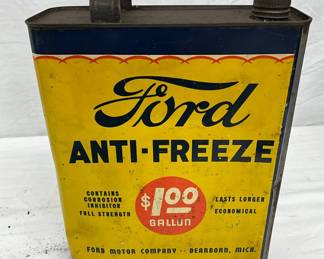 Ford
ANTI-FREEZE
CONTAINS
CORROSION
INHIBITOR
FULL STRENGTH
$1.00
GALLON
LASTS LONGER
ECONOMICAL
FORD MOTOR COMPANY ·· DEARBORN, MICH.